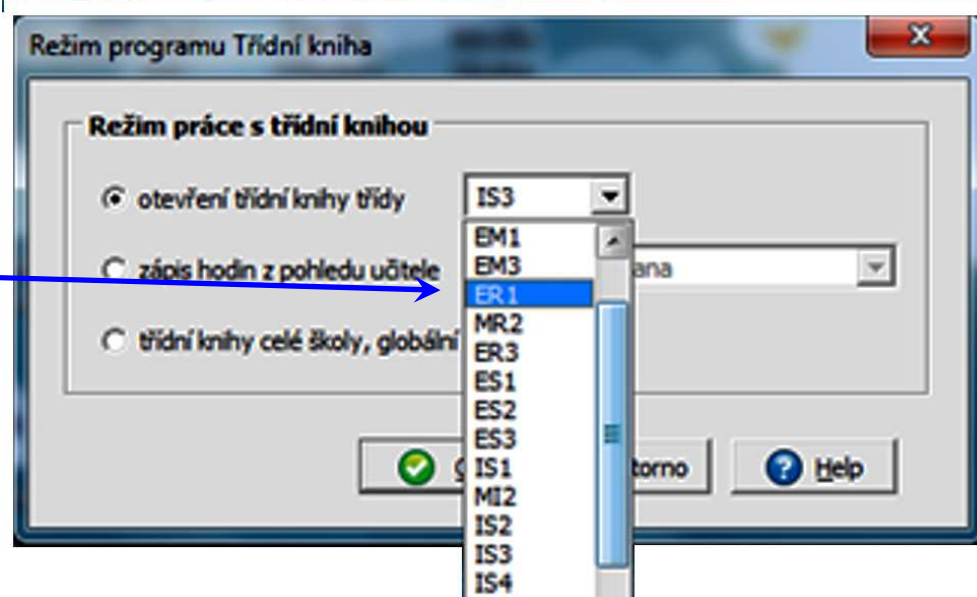 Režim programu Třídní kniha
Režim práce s třídní knihou
otevření třídní knihy třídy IS3
EM1
zápis hodin z pohledu učitele EM3 ana
ER1
MR2
třídní knihy celé školy, globální
ER3
ES1
ES2
ES3
IS1 torno Help
MI2
IS2
IS3
IS4